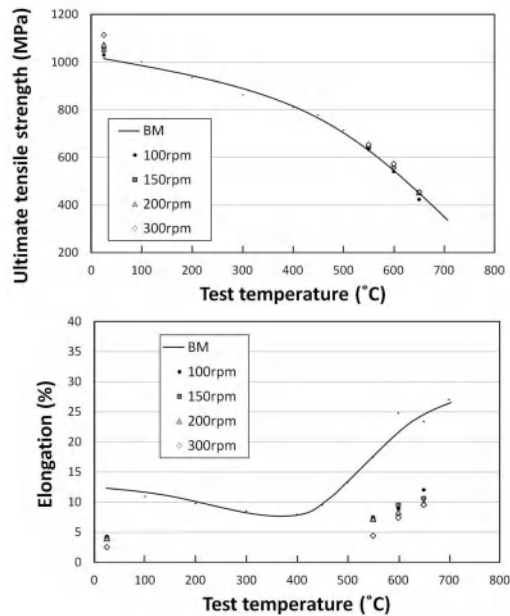 Ultimate tensile strength (MPa)
1200
1000
800
600
400
200
BM
100rpm
150rpm
200rpm
300rpm
0 100 200 300 400 500 600 700 800
Test temperature (˚C)
Elongation (%)
40
35
30
25
20
15
10
5
0
BM
100rpm
150rpm
200rpm
300rpm
0 100 200 300 400 500 600 700 800
Test temperature (˚C)